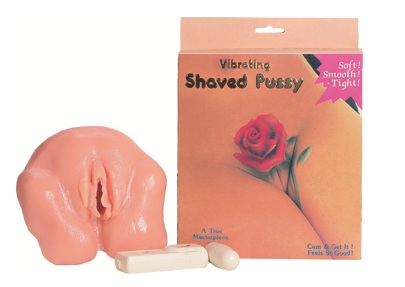 Vibrating
Shaved Pussy
Soft!
Smooth!
Tight!
A True
Masterpiece
Cum & Get It!
Feels So Good!